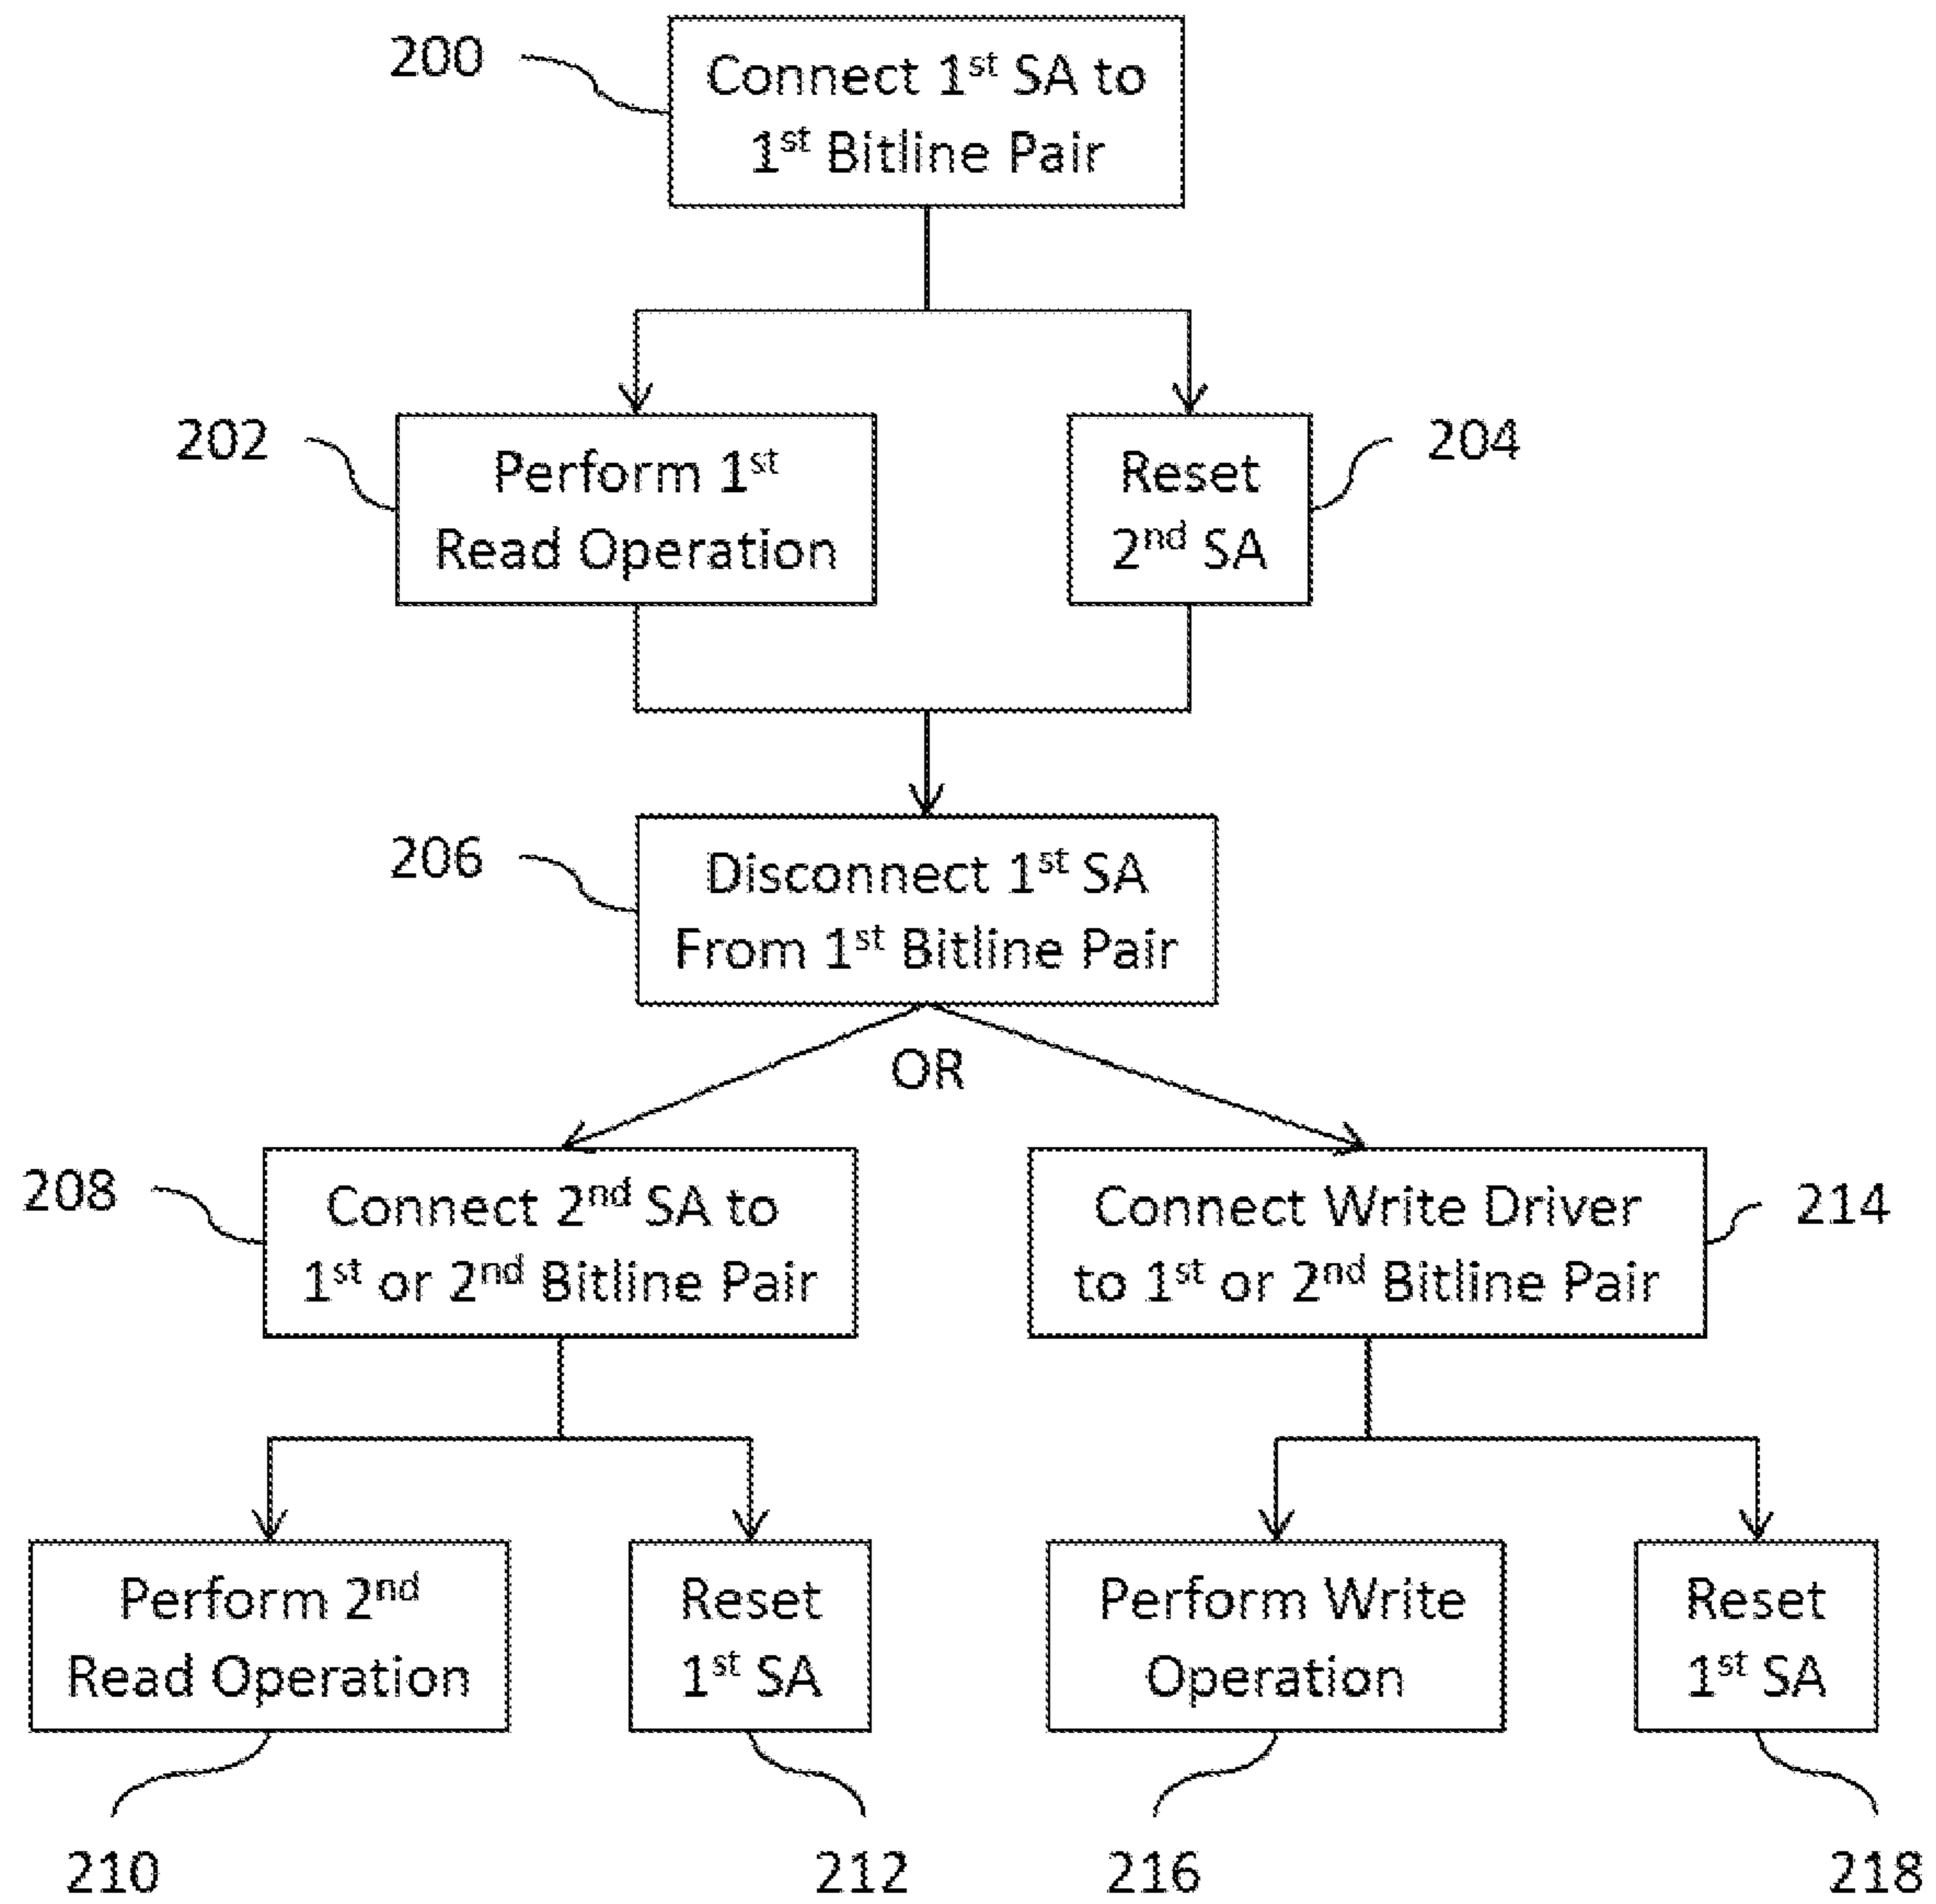 200
Connect 1st SA to
1st Bitline Pair
202
Perform 1st
Read Operation
Reset
2nd SA
204
206
Disconnect 1st SA
From 1st Bitline Pair
OR
208
Connect 2nd SA to
1st or 2nd Bitline Pair
Connect Write Driver
to 1st or 2nd Bitline Pair
214
Perform 2nd
Read Operation
Reset
1st SA
Perform Write
Operation
Reset
1st SA
210
212
216
218